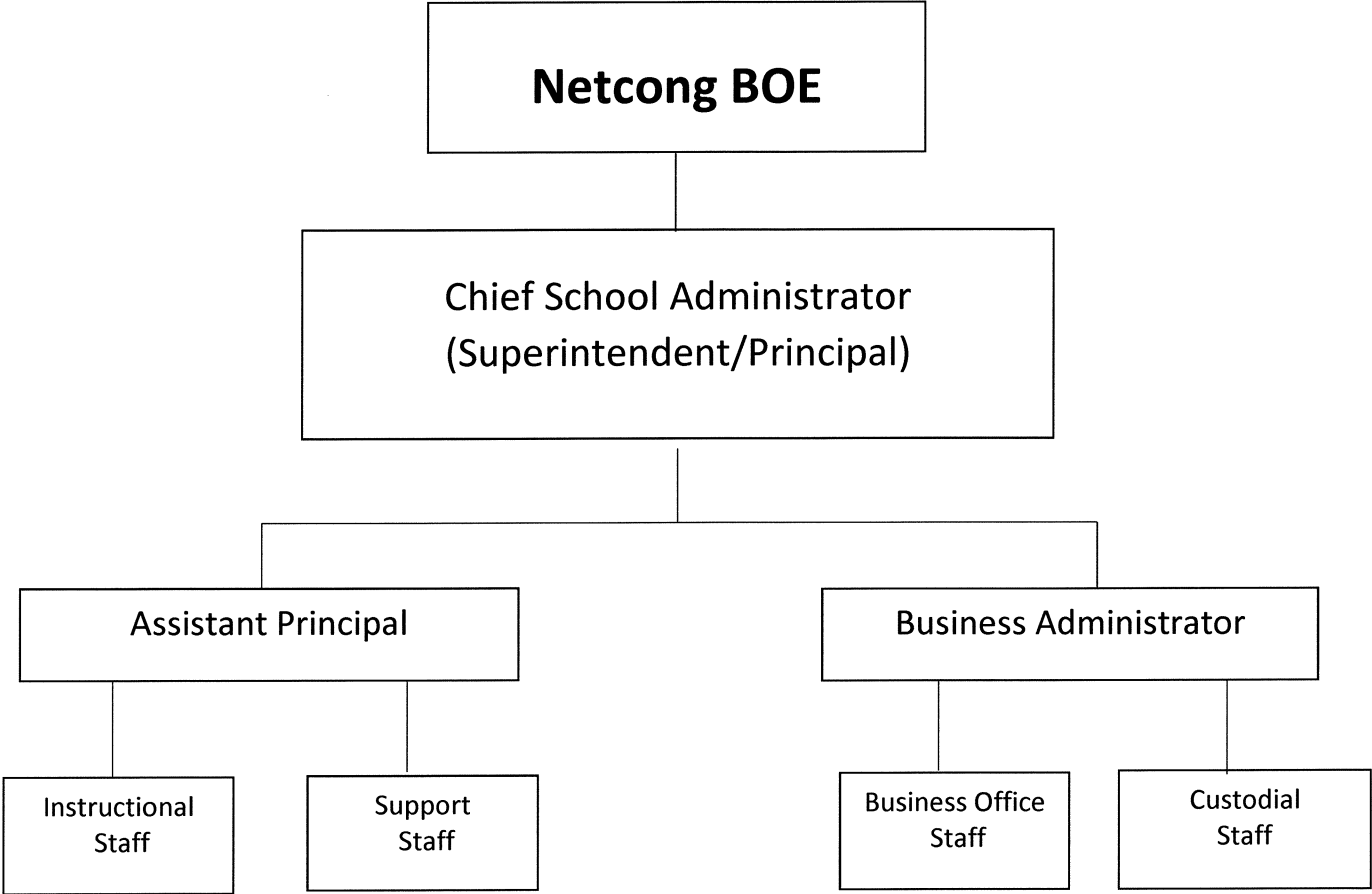 Netcong BOE
Chief School Administrator
(Superintendent/Principal)
Assistant Principal
Business Administrator
Instructional
Staff
Support
Staff
Business Office
Staff
Custodial
Staff